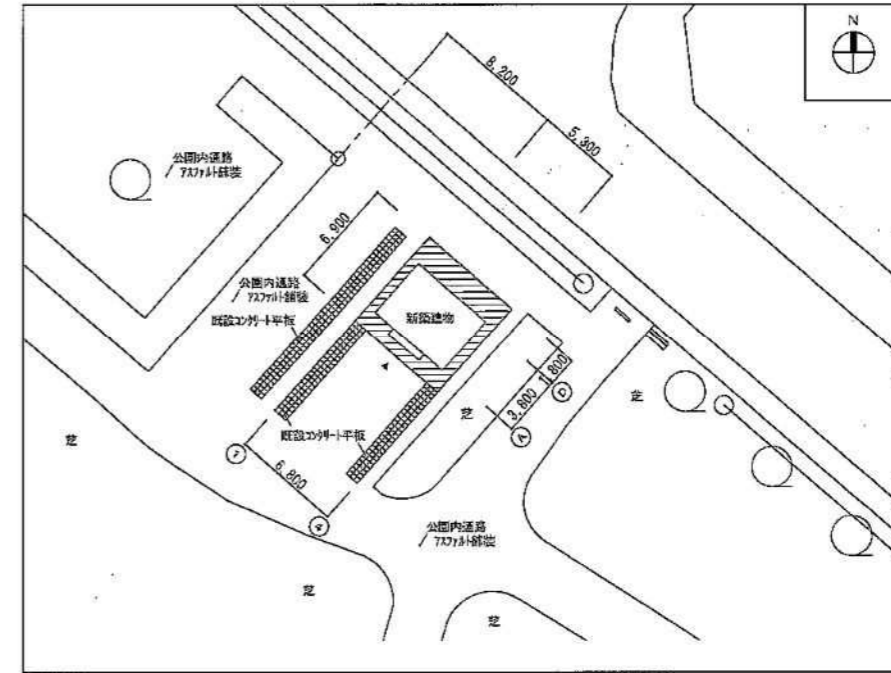 N
8,200
5,300
公園内通路
アスファルト舗装
6,900
公園内通路
アスファルト舗装
既設コンクリート平板
新築建物
芝
1,800
3,600
D
A
芝
芝
既設コンクリート平板
6,800
公園内通路
アスファルト舗装
芝
芝